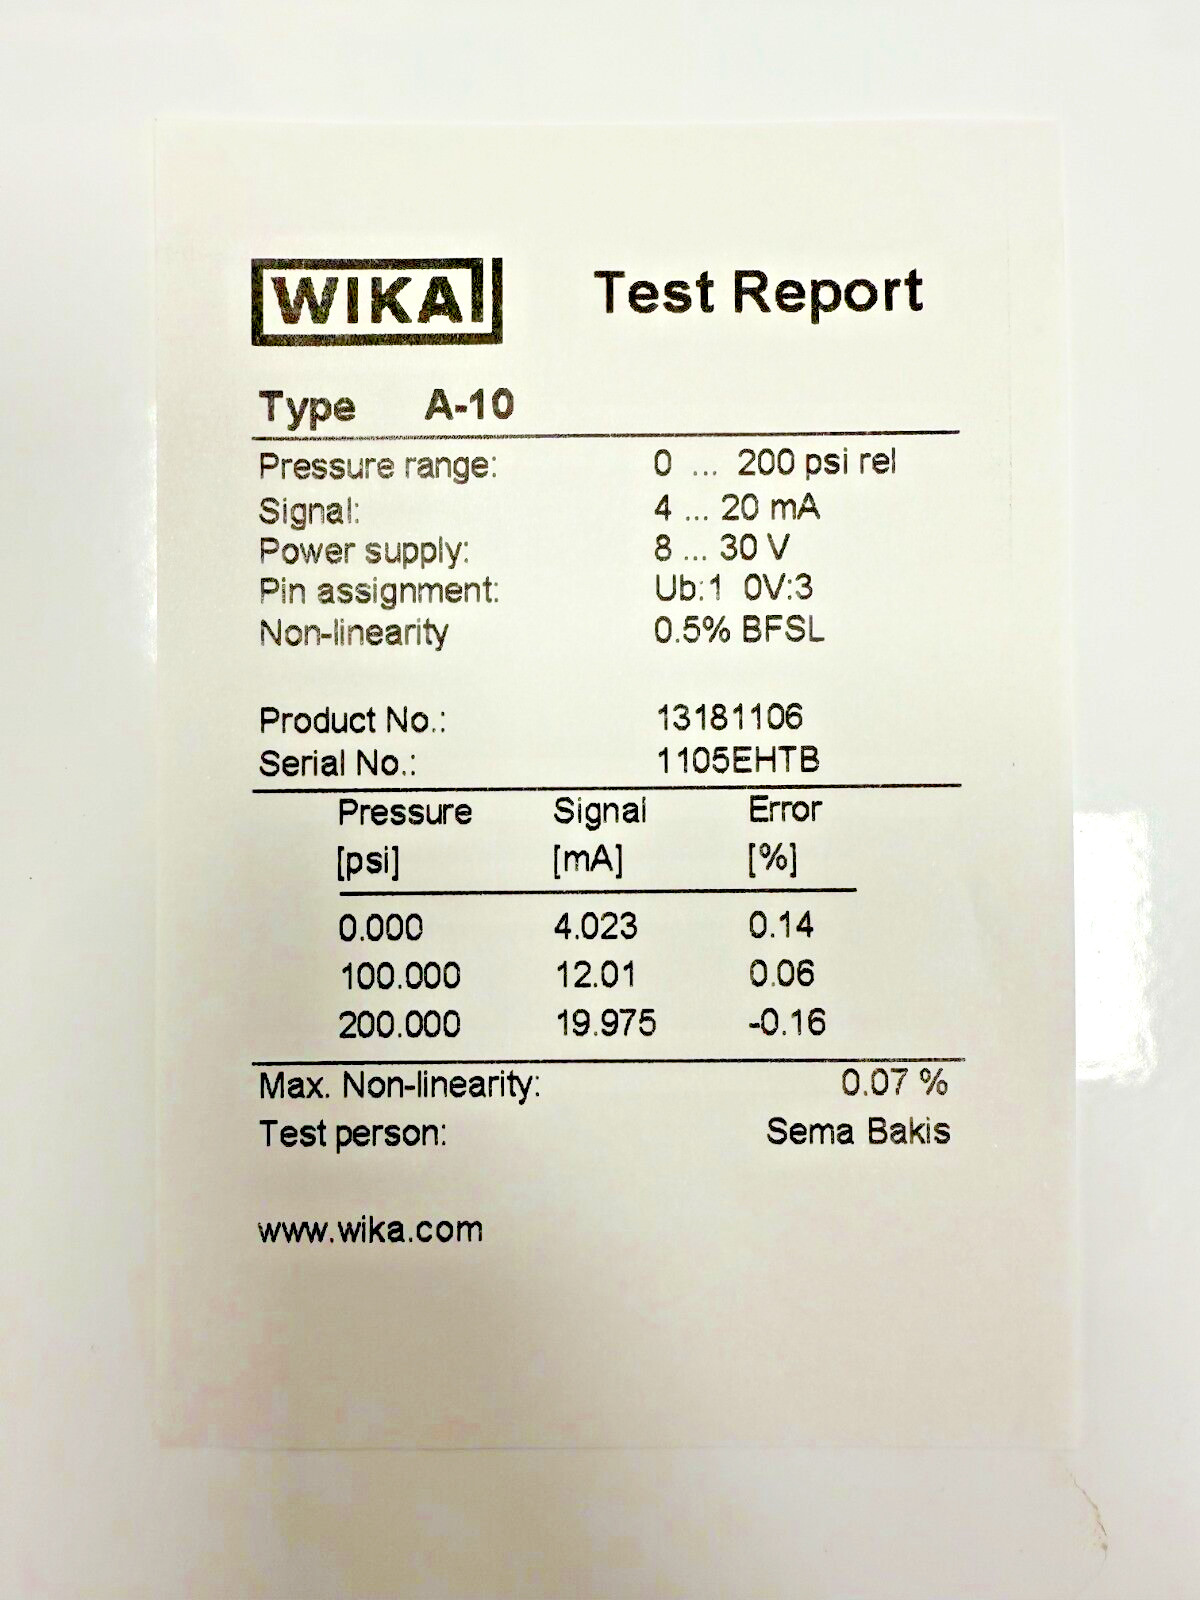 WIKA Test Report
Type A-10
Pressure range: 0 ... 200 psi rel
Signal: 4 ... 20 mA
Power supply: 8 ... 30 V
Pin assignment: Ub:1 0V:3
Non-linearity 0.5% BFSL
Product No.: 13181106
Serial No.: 1105EHTB
Pressure Signal Error
[psi] [mA] [%]
0.000 4.023 0.14
100.000 12.01 0.06
200.000 19.975 -0.16
Max. Non-linearity: 0.07 %
Test person: Sema Bakis
www.wika.com